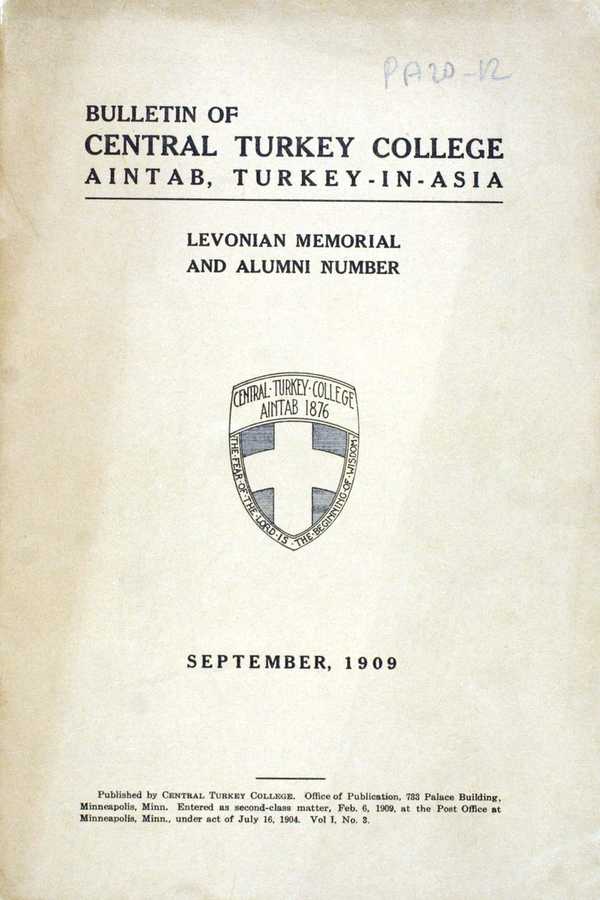 PA20-12
BULLETIN OF
CENTRAL TURKEY COLLEGE
AINTAB, TURKEY-IN-ASIA
LEVONIAN MEMORIAL
AND ALUMNI NUMBER
CENTRAL·TURKEY·COLLEGE
AINTAB 1876
THE·FEAR·OF·THE·LORD·IS·THE·BEGINNING·OF·WISDOM
SEPTEMBER, 1909
Published by CENTRAL TURKEY COLLEGE. Office of Publication, 783 Palace Building,
Minneapolis, Minn. Entered as second-class matter, Feb. 6, 1909, at the Post Office at
Minneapolis, Minn., under act of July 16, 1904. Vol I, No. 3.